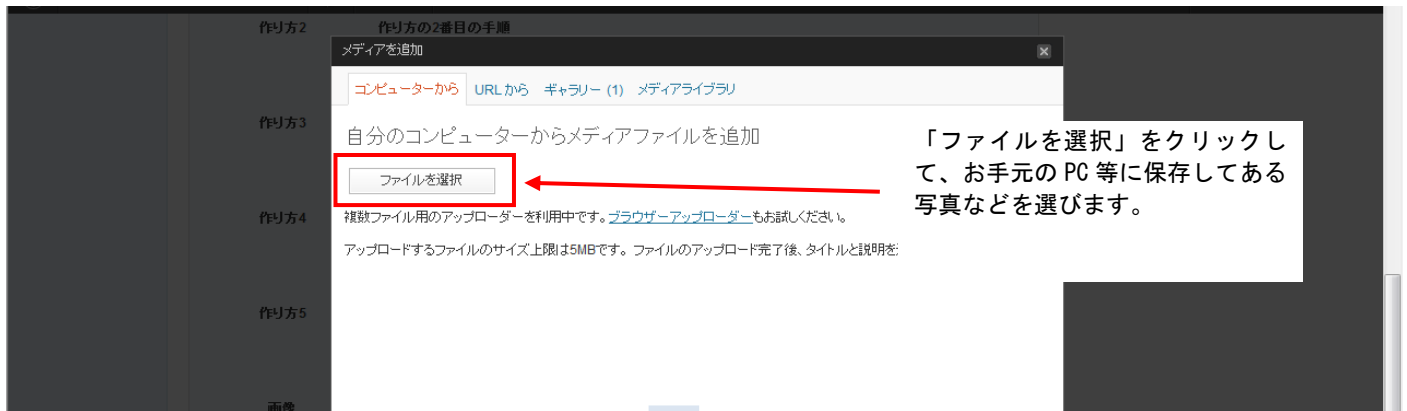 作り方2 作り方の2番目の手順
メディアを追加
コンピューターから URLから ギャラリー (1) メディアライブラリ
作り方3
自分のコンピューターからメディアファイルを追加
ファイルを選択
「ファイルを選択」をクリックし
て、お手元の PC 等に保存してある
写真などを選びます。
作り方4
複数ファイル用のアップローダーを利用中です。ブラウザーアップローダーもお試しください。
アップロードするファイルのサイズ上限は5MBです。ファイルのアップロード完了後、タイトルと説明を
作り方5
画像